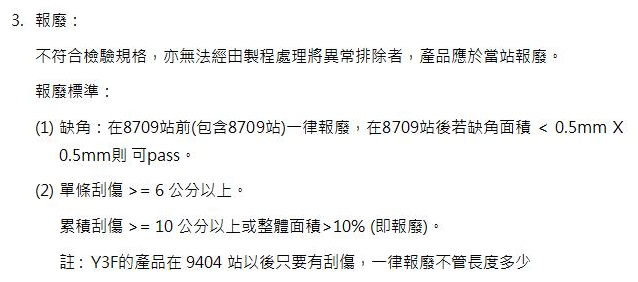 3. 報廢：
不符合檢驗規格，亦無法經由製程處理將異常排除者，產品應於當站報廢。
報廢標準：
(1) 缺角：在8709站前(包含8709站)一律報廢，在8709站後若缺角面積 < 0.5mm X
0.5mm則 可pass。
(2) 單條刮傷 >= 6 公分以上。
累積刮傷 >= 10 公分以上或整體面積>10% (即報廢)。
註： Y3F的產品在 9404 站以後只要有刮傷，一律報廢不管長度多少